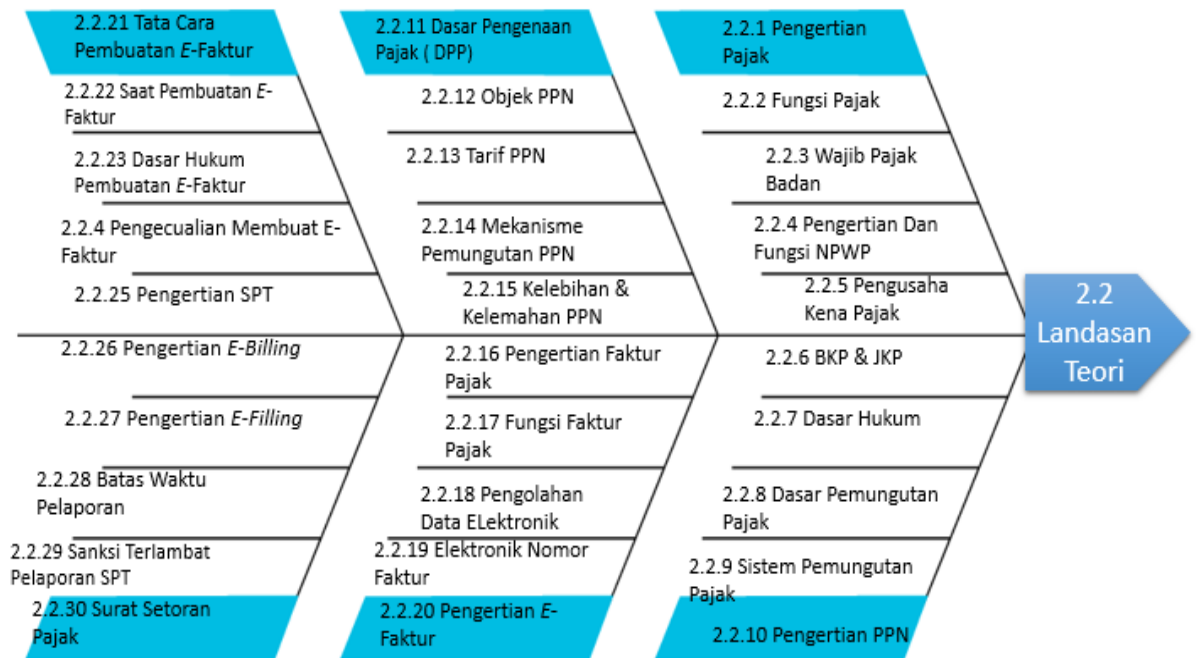 2.2.21 Tata Cara
Pembuatan E-Faktur
2.2.22 Saat Pembuatan E-
Faktur
2.2.23 Dasar Hukum
Pembuatan E-Faktur
2.2.4 Pengecualian Membuat E-
Faktur
2.2.25 Pengertian SPT
2.2.26 Pengertian E-Billing
2.2.27 Pengertian E-Filling
2.2.28 Batas Waktu
Pelaporan
2.2.29 Sanksi Terlambat
Pelaporan SPT
2.2.30 Surat Setoran
Pajak
2.2.11 Dasar Pengenaan
Pajak ( DPP)
2.2.12 Objek PPN
2.2.13 Tarif PPN
2.2.14 Mekanisme
Pemungutan PPN
2.2.15 Kelebihan &
Kelemahan PPN
2.2.16 Pengertian Faktur
Pajak
2.2.17 Fungsi Faktur
Pajak
2.2.18 Pengolahan
Data ELektronik
2.2.19 Elektronik Nomor
Faktur
2.2.20 Pengertian E-
Faktur
2.2.1 Pengertian
Pajak
2.2.2 Fungsi Pajak
2.2.3 Wajib Pajak
Badan
2.2.4 Pengertian Dan
Fungsi NPWP
2.2.5 Pengusaha
Kena Pajak
2.2.6 BKP & JKP
2.2.7 Dasar Hukum
2.2.8 Dasar Pemungutan
Pajak
2.2.9 Sistem Pemungutan
Pajak
2.2.10 Pengertian PPN
2.2
Landasan
Teori